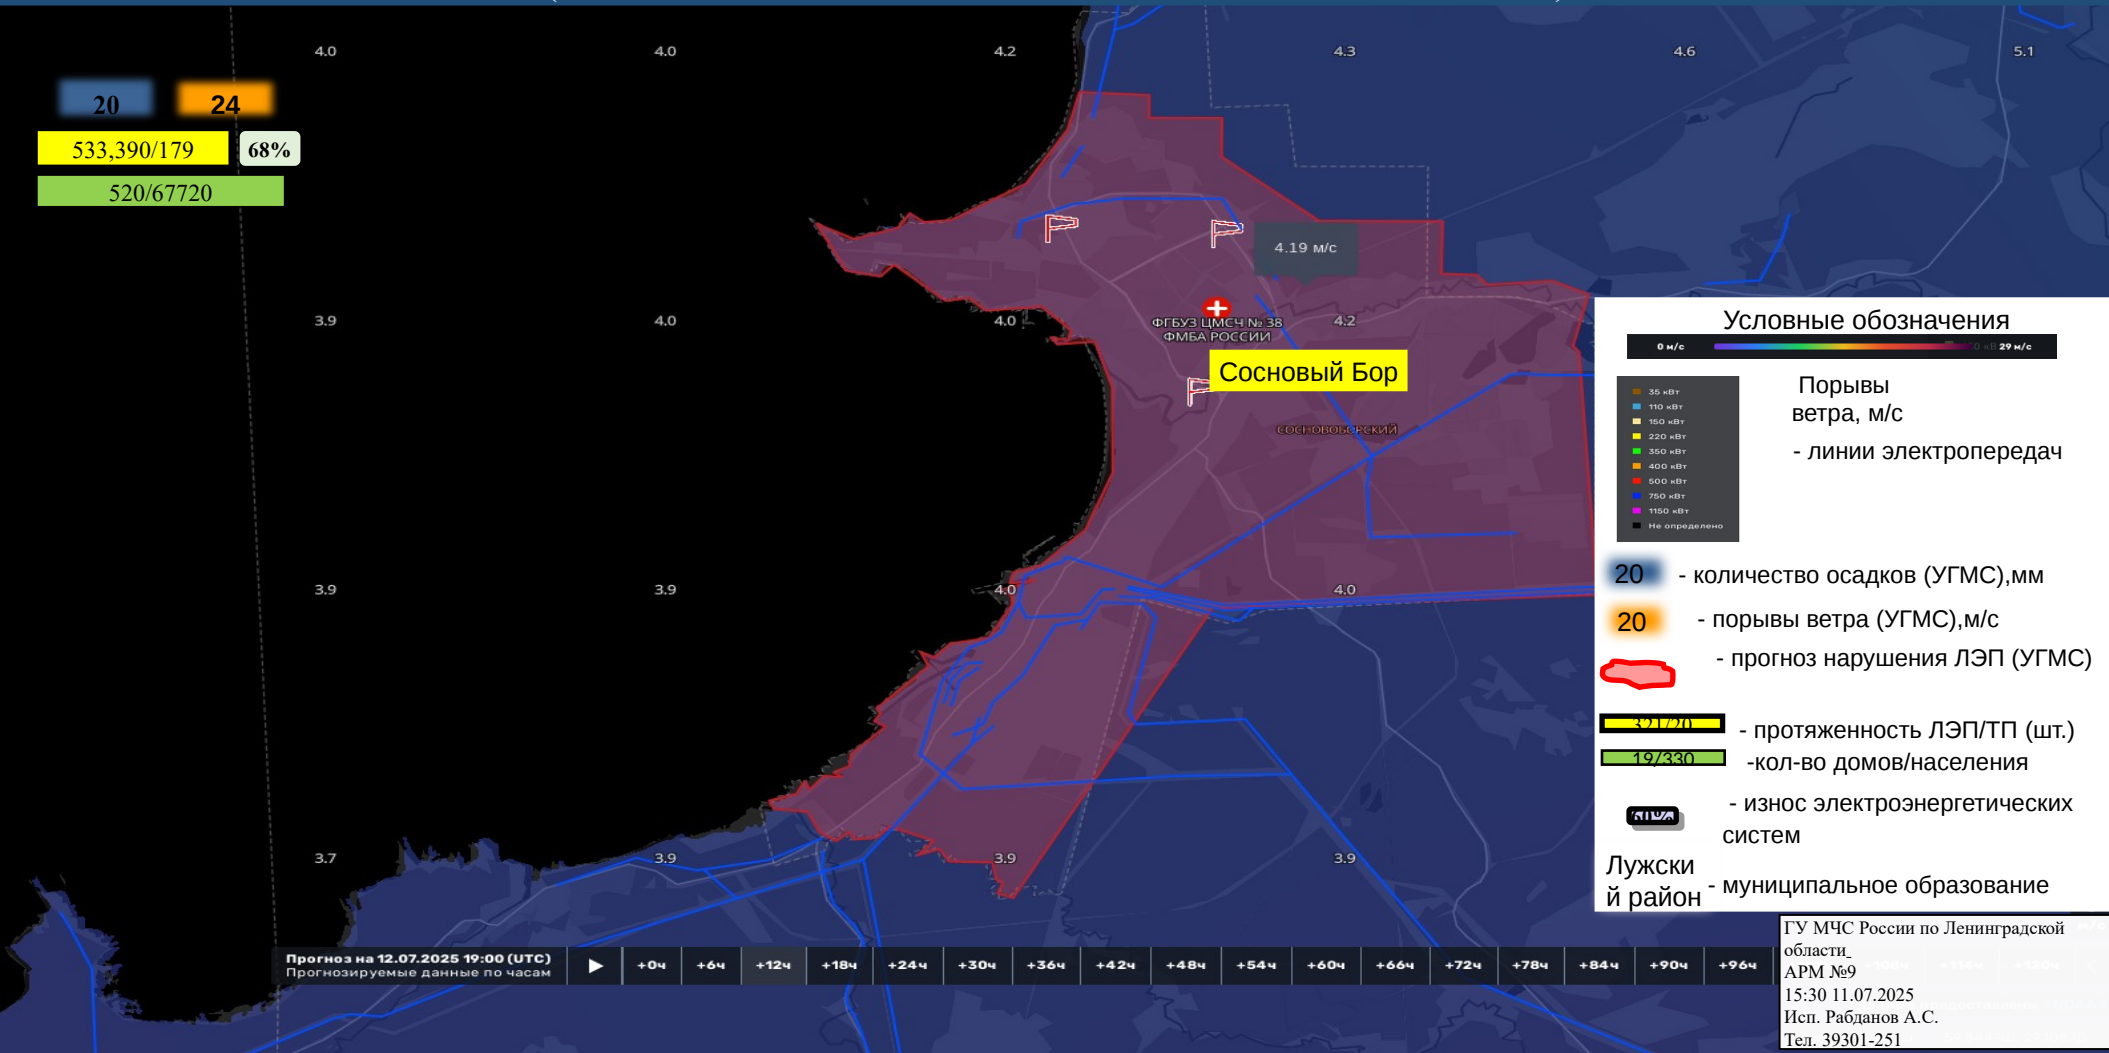 4.0 4.0 4.2 4.3 4.6 5.1
20 24
533,390/179 68%
520/67720
4.19 м/с
3.9 4.0 4.0 4.2
ФГБУЗ ЦМСЧ № 38
ФМБА РОССИИ
Сосновый Бор
СОСНОВОБОРСКИЙ
3.9 3.9 4.0 4.0
3.7 3.9 3.9 3.9
Условные обозначения
0 м/с 29 м/с
35 кВт
110 кВт
150 кВт
220 кВт
350 кВт
400 кВт
500 кВт
750 кВт
1150 кВт
Не определено
Порывы
ветра, м/с
- линии электропередач
20 - количество осадков (УГМС),мм
20 - порывы ветра (УГМС),м/с
- прогноз нарушения ЛЭП (УГМС)
321/20 - протяженность ЛЭП/ТП (шт.)
19/330 -кол-во домов/населения
- износ электроэнергетических
систем
Лужски
й район - муниципальное образование
Прогноз на 12.07.2025 19:00 (UTC)
Прогнозируемые данные по часам
+0ч +6ч +12ч +18ч +24ч +30ч +36ч +42ч +48ч +54ч +60ч +66ч +72ч +78ч +84ч +90ч +96ч
ГУ МЧС России по Ленинградской
области_
АРМ №9
15:30 11.07.2025
Исп. Рабданов А.С.
Тел. 39301-251